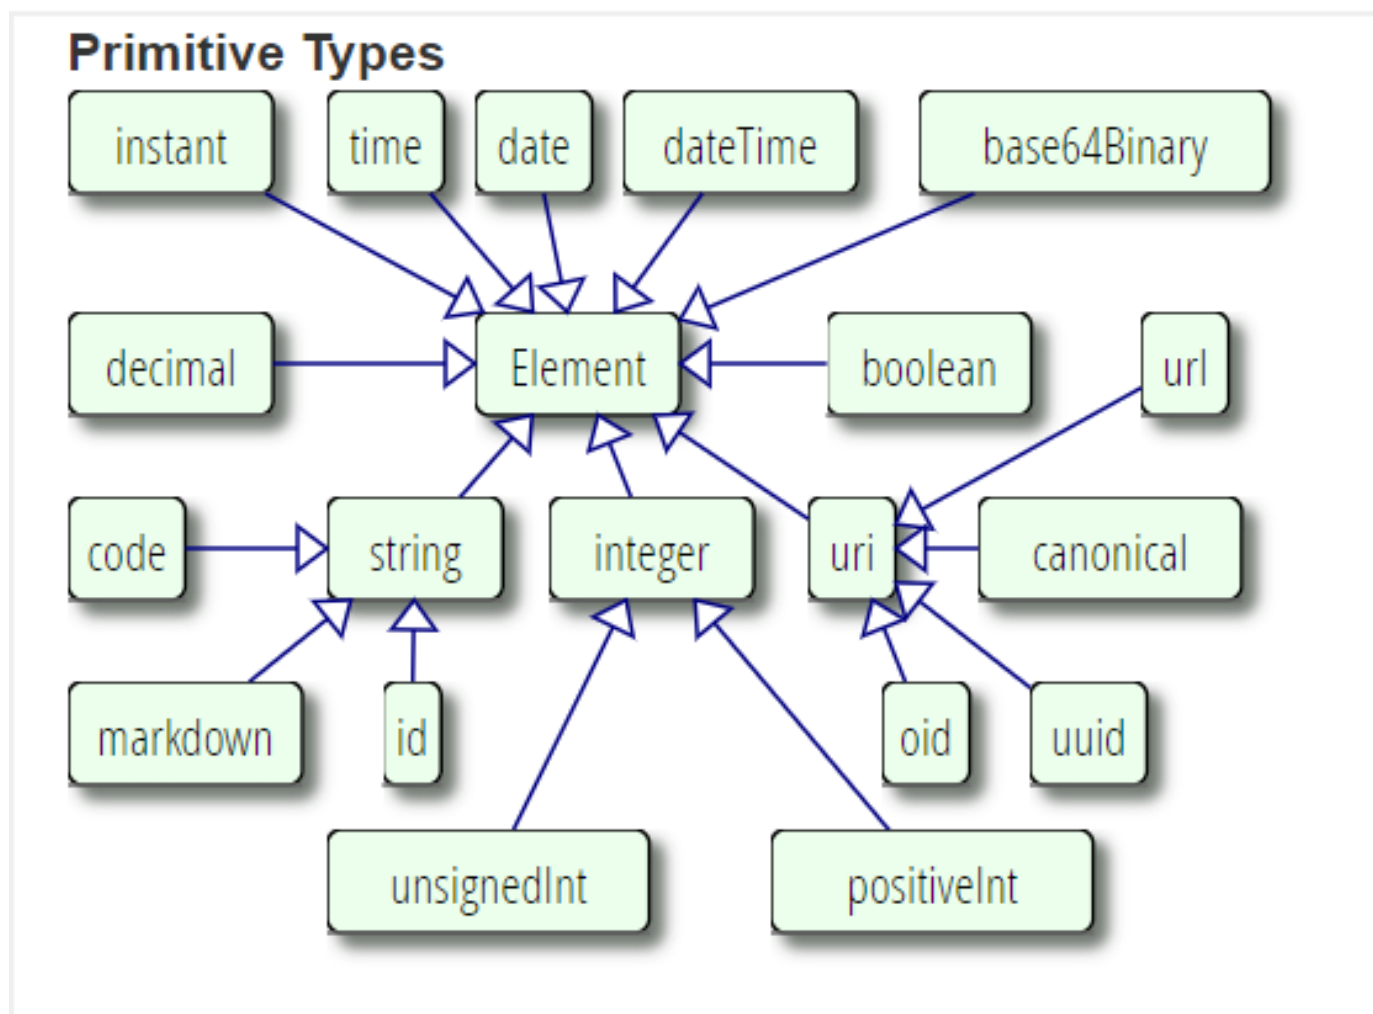 Primitive Types
instant
time
date
dateTime
base64Binary
decimal
Element
boolean
url
code
string
integer
uri
canonical
markdown
id
oid
uuid
unsignedInt
positiveInt